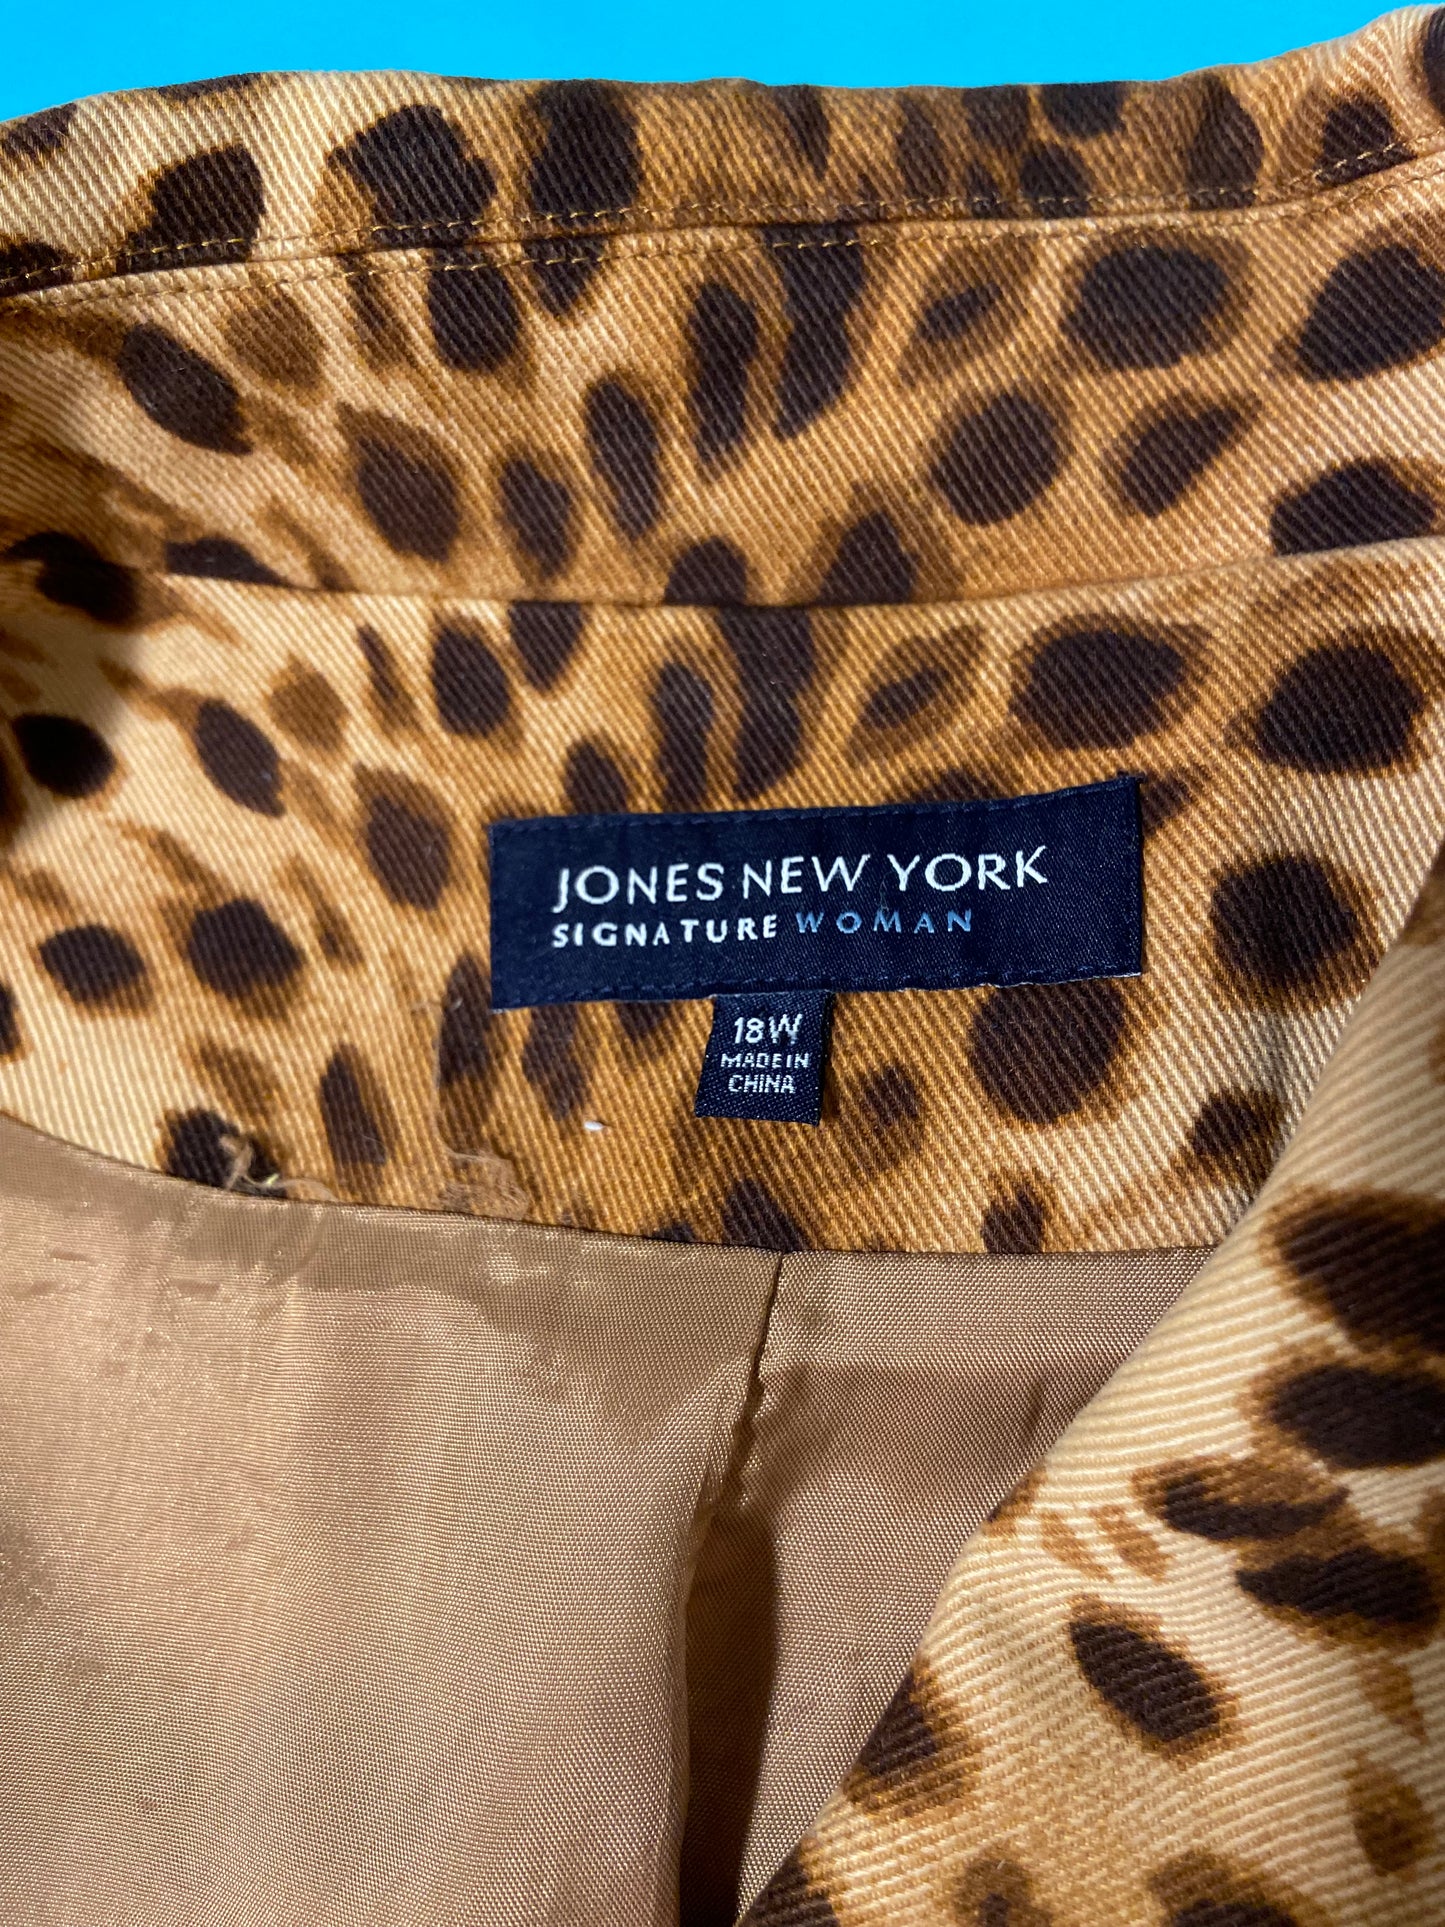 JONES NEW YORK
SIGNATURE WOMAN
18W
MADE IN
CHINA